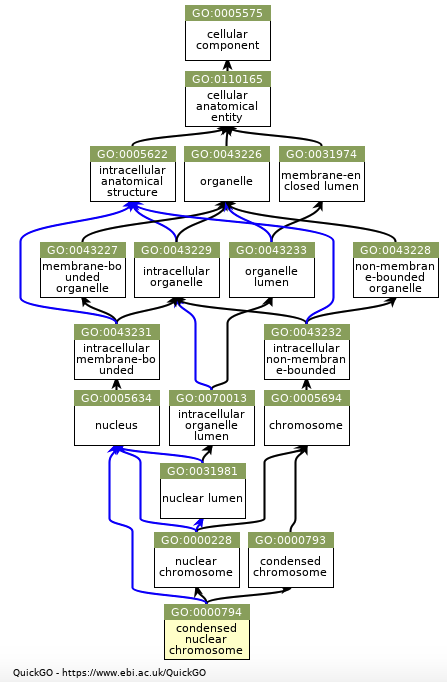 GO:0005575
cellular
component
GO:0110165
cellular
anatomical
entity
GO:0005622
intracellular
anatomical
structure
GO:0043226
organelle
GO:0031974
membrane-en
closed lumen
GO:0043227
membrane-bo
unded
organelle
GO:0043229
intracellular
organelle
GO:0043233
organelle
lumen
GO:0043228
non-membran
e-bounded
organelle
GO:0043231
intracellular
membrane-bo
unded
GO:0043232
intracellular
non-membran
e-bounded
GO:0005634
nucleus
GO:0070013
intracellular
organelle
lumen
GO:0005694
chromosome
GO:0031981
nuclear lumen
GO:0000228
nuclear
chromosome
GO:0000793
condensed
chromosome
GO:0000794
condensed
nuclear
chromosome
QuickGO - https://www.ebi.ac.uk/QuickGO